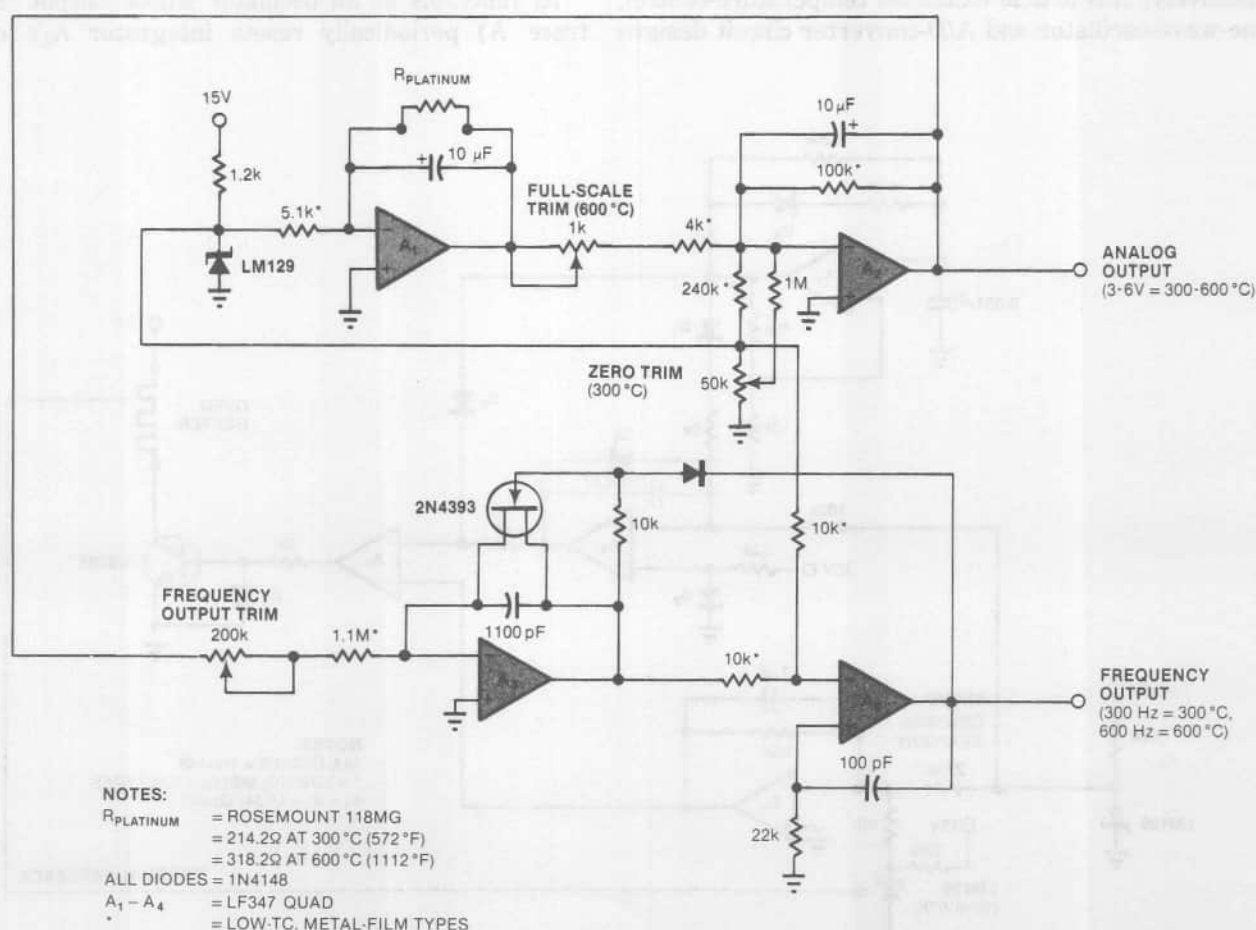 RPLATINUM
15V
1.2k
10 μF
5.1k*
LM129
A1
FULL-SCALE
TRIM (600°C)
1k
4k*
10 μF
100k*
240k*
1M
ANALOG
OUTPUT
(3-6V = 300-600°C)
ZERO TRIM
(300°C)
50k
2N4393
10k
10k*
FREQUENCY
OUTPUT TRIM
200k
1.1M*
1100 pF
10k*
FREQUENCY
OUTPUT
(300 Hz = 300°C,
600 Hz = 600°C)
100 pF
22k
NOTES:
RPLATINUM = ROSEMOUNT 118MG
= 214.2Ω AT 300°C (572°F)
= 318.2Ω AT 600°C (1112°F)
ALL DIODES = 1N4148
A1 – A4 = LF347 QUAD
* = LOW-TC, METAL-FILM TYPES